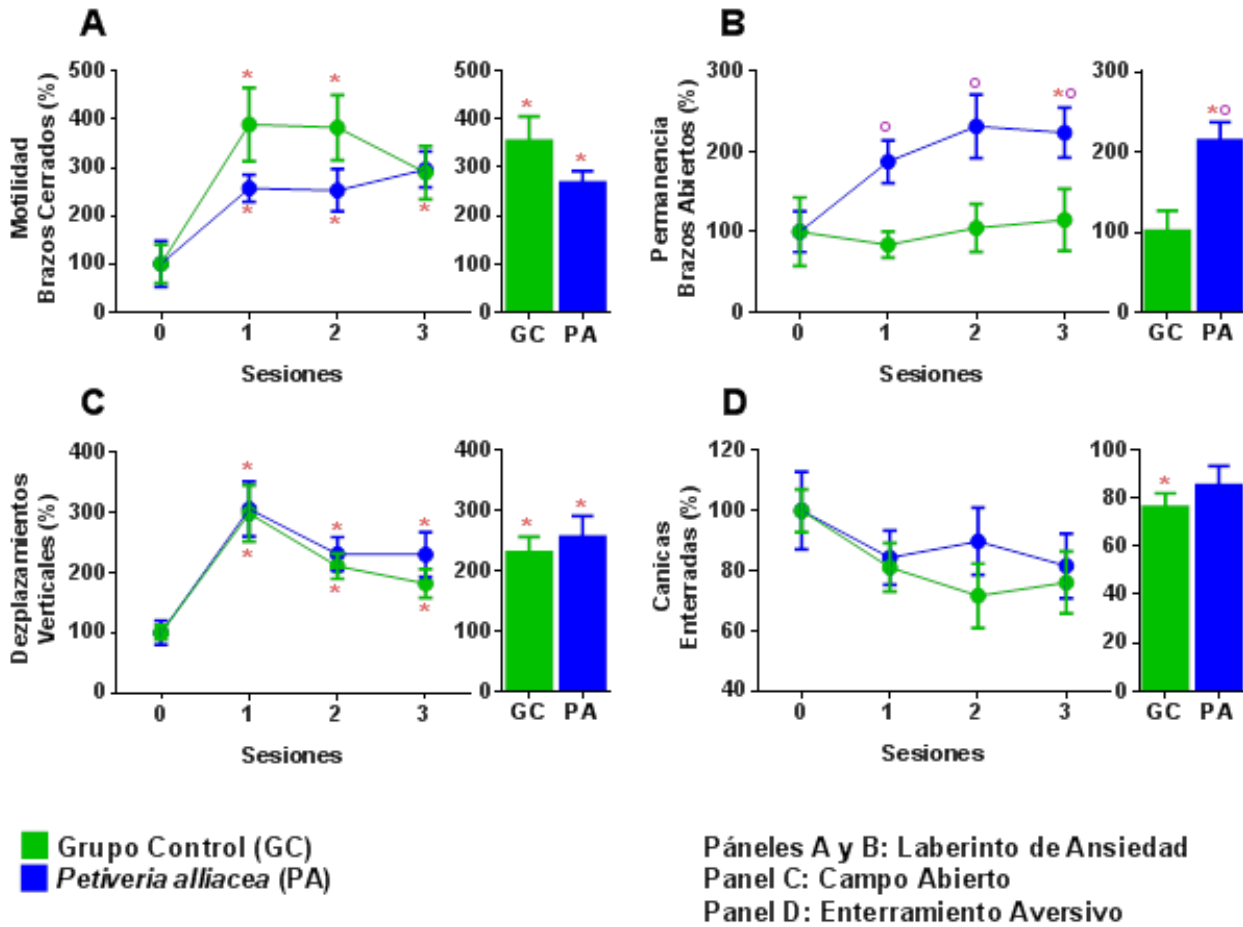 A
Motilidad
Brazos Cerrados (%)
500
400
300
200
100
0
* *
* * *
0 1 2 3
Sesiones
500
400
300
200
100
0
*
*
GC PA
B
Permanencia
Brazos Abiertos (%)
300
200
100
0
○ ○ *○
0 1 2 3
Sesiones
300
200
100
0
*○
GC PA
C
Dezplazamientos
Verticales (%)
400
300
200
100
0
* * *
* * *
0 1 2 3
Sesiones
400
300
200
100
0
* *
GC PA
D
Canicas
Enterradas (%)
120
100
80
60
40
0 1 2 3
Sesiones
100
80
60
40
20
0
*
GC PA
Grupo Control (GC)
Petiveria alliacea (PA)
Páneles A y B: Laberinto de Ansiedad
Panel C: Campo Abierto
Panel D: Enterramiento Aversivo